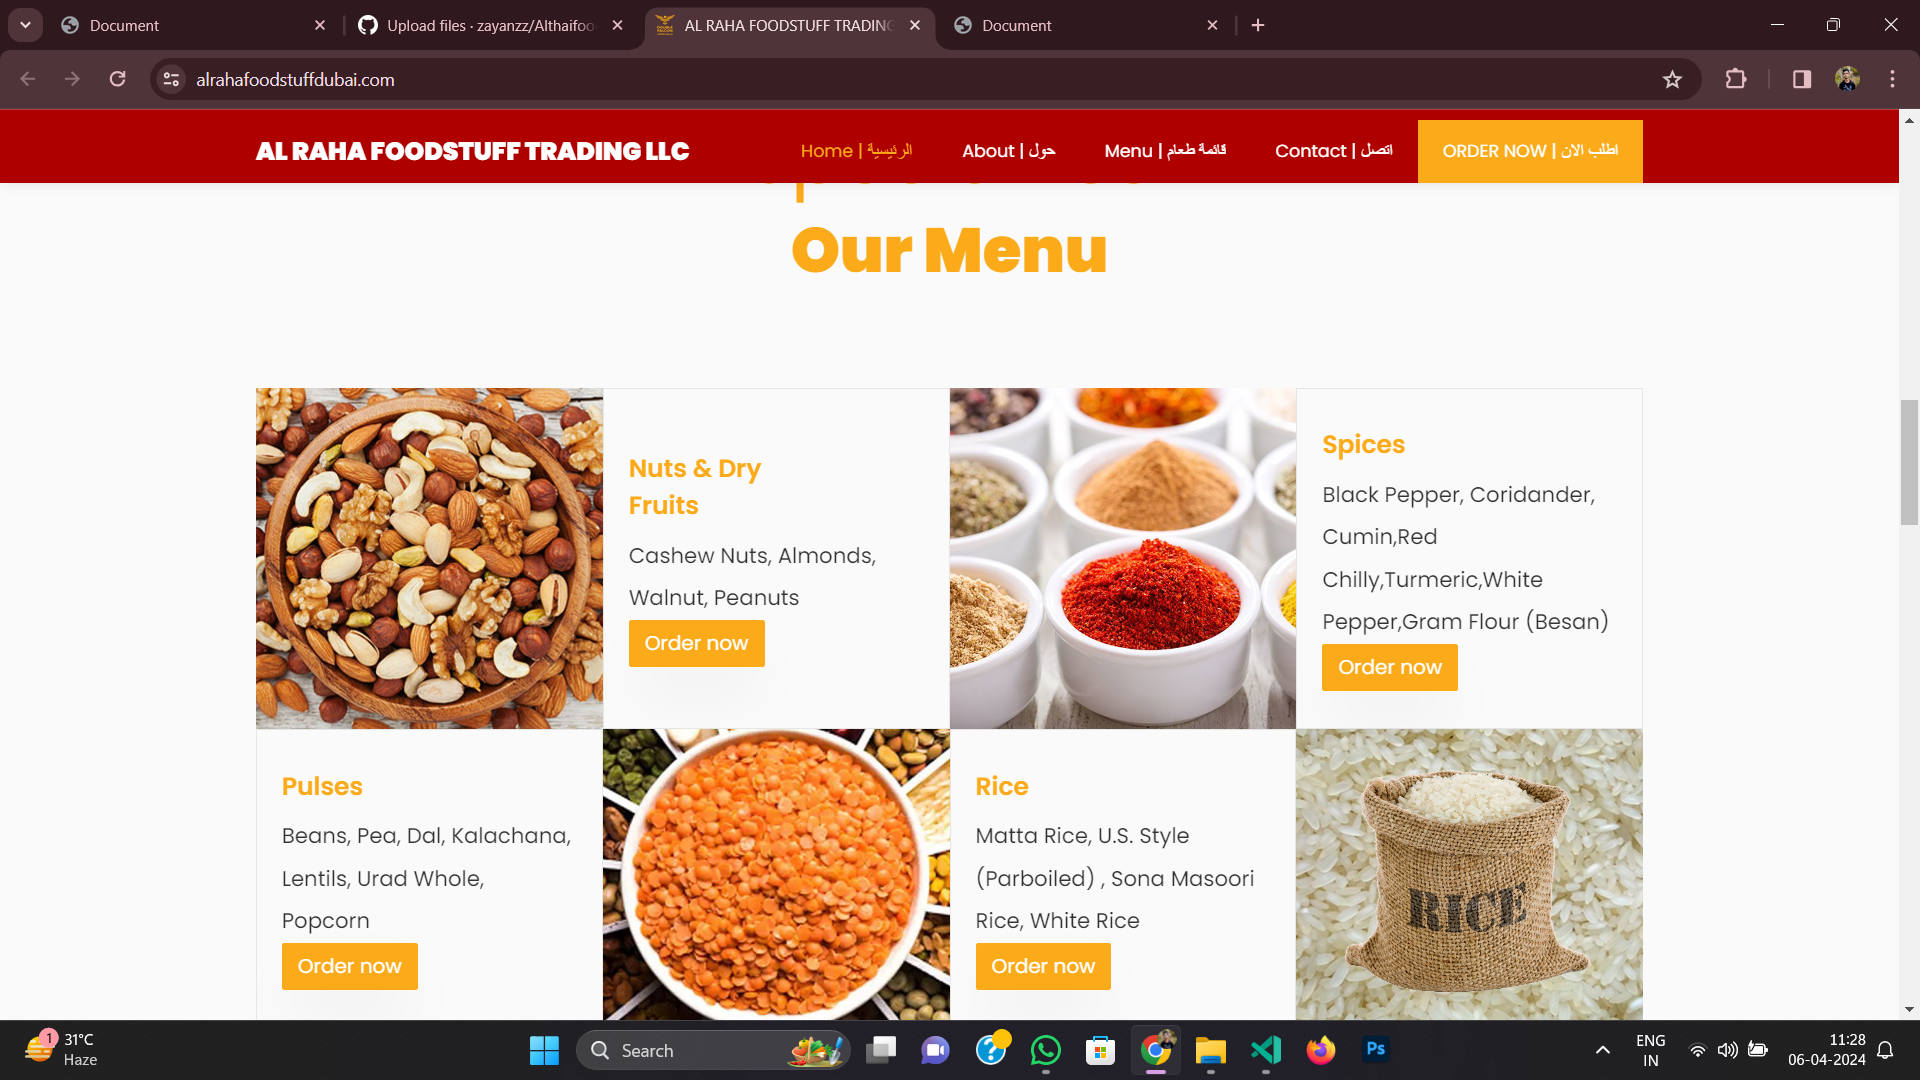 Document
Upload files · zayanzz/Althaifoo
AL RAHA FOODSTUFF TRADING
Document
alrahafoodstuffdubai.com
AL RAHA FOODSTUFF TRADING LLC
Home | الرئيسية
About | حول
Menu | قائمة طعام
Contact | اتصل
ORDER NOW | اطلب الان
Our Menu
Nuts & Dry
Fruits
Cashew Nuts, Almonds,
Walnut, Peanuts
Order now
Spices
Black Pepper, Coridander,
Cumin,Red
Chilly,Turmeric,White
Pepper,Gram Flour (Besan)
Order now
Pulses
Beans, Pea, Dal, Kalachana,
Lentils, Urad Whole,
Popcorn
Order now
Rice
Matta Rice, U.S. Style
(Parboiled) , Sona Masoori
Rice, White Rice
Order now
RICE
1
31°C
Haze
Search
Ps
ENG
IN
11:28
06-04-2024